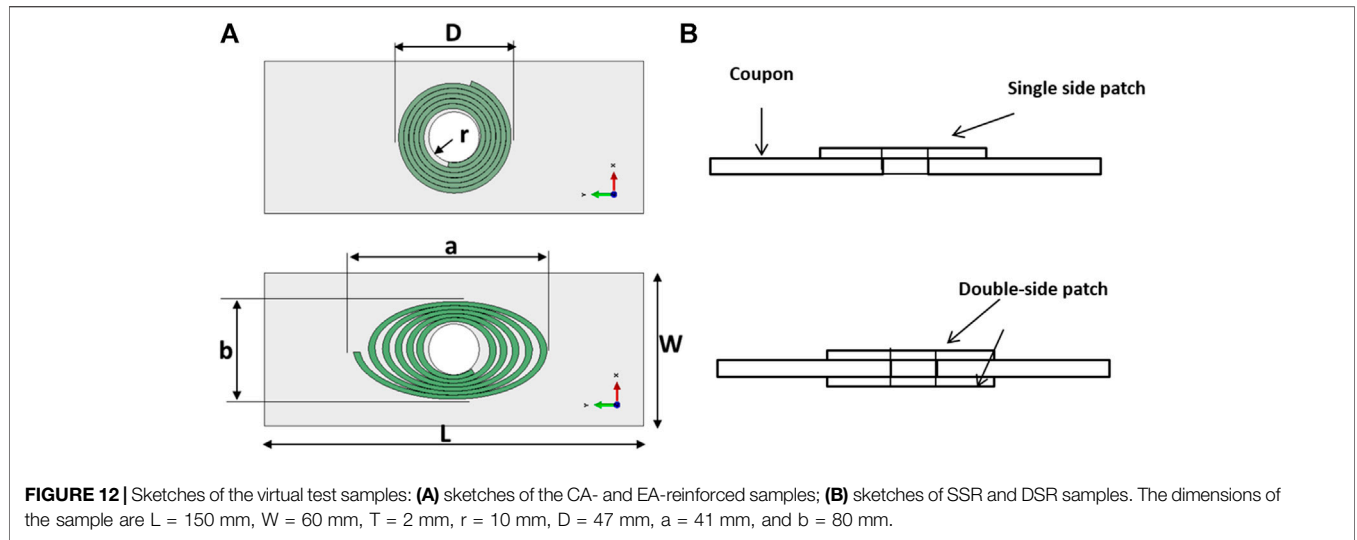 A
D
B
r
X
Y
Coupon
Single side patch
a
b
W
X
Y
L
Double-side patch
FIGURE 12 | Sketches of the virtual test samples: (A) sketches of the CA- and EA-reinforced samples; (B) sketches of SSR and DSR samples. The dimensions of
the sample are L = 150 mm, W = 60 mm, T = 2 mm, r = 10 mm, D = 47 mm, a = 41 mm, and b = 80 mm.